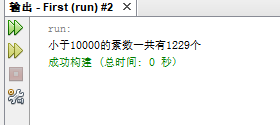 输出 - First (run) #2
run:
小于10000的素数一共有1229个
成功构建 (总时间: 0 秒)